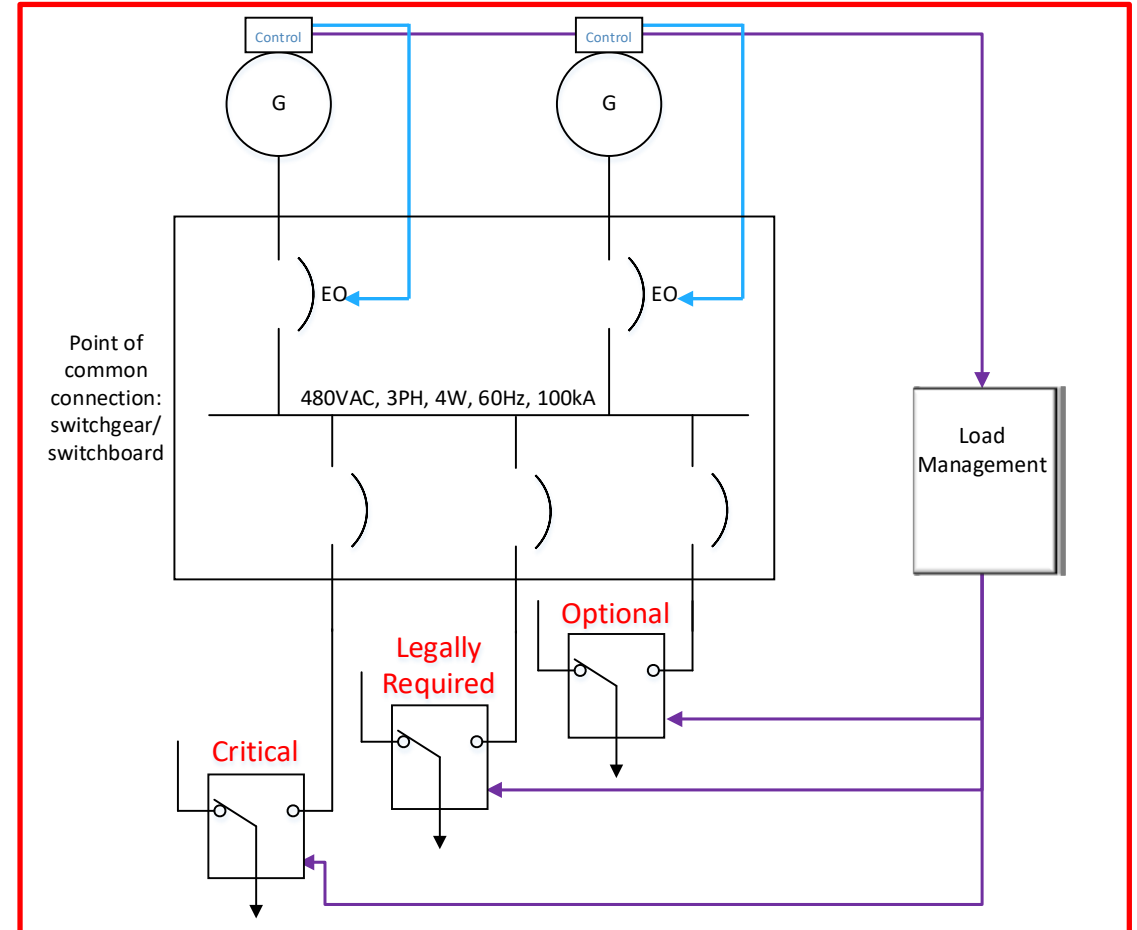 Control
Control
G
G
EO
EO
Point of
common
connection:
switchgear/
switchboard
480VAC, 3PH, 4W, 60Hz, 100kA
Load
Management
Optional
Legally
Required
Critical